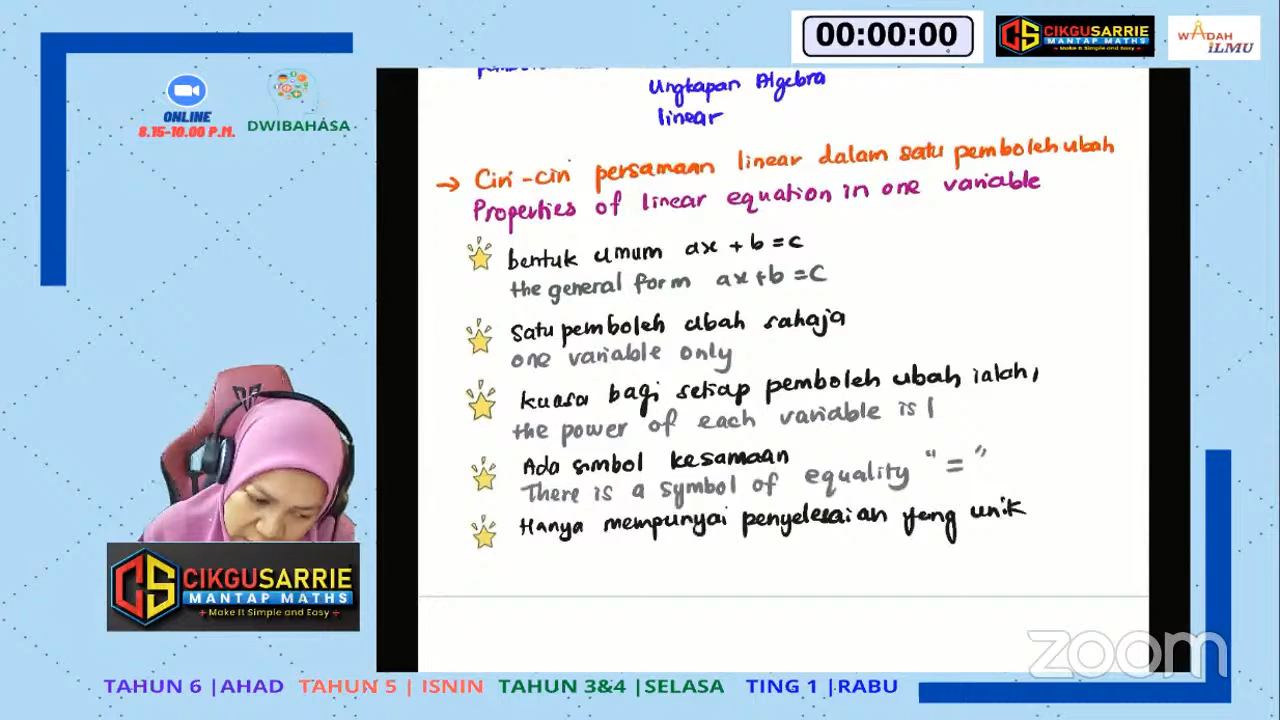 00:00:00
CIKGUSARRIE
MANTAP MATHS
Make It Simple and Easy
WADAH
ILMU
ONLINE
8.15-10.00 P.M.
DWIBAHASA
Ungkapan Algebra
linear
→ Ciri-ciri persamaan linear dalam satu pemboleh ubah
Properties of linear equation in one variable
bentuk umum ax + b = c
the general form ax+b = c
satu pemboleh ubah sahaja
one variable only
kuasa bagi setiap pemboleh ubah ialah 1
the power of each variable is 1
Ada simbol kesamaan
There is a symbol of equality " = "
Hanya mempunyai penyelesaian yang unik
CS CIKGUSARRIE
MANTAP MATHS
+ Make It Simple and Easy +
zoom
TAHUN 6 |AHAD TAHUN 5 | ISNIN TAHUN 3&4 |SELASA TING 1 |RABU